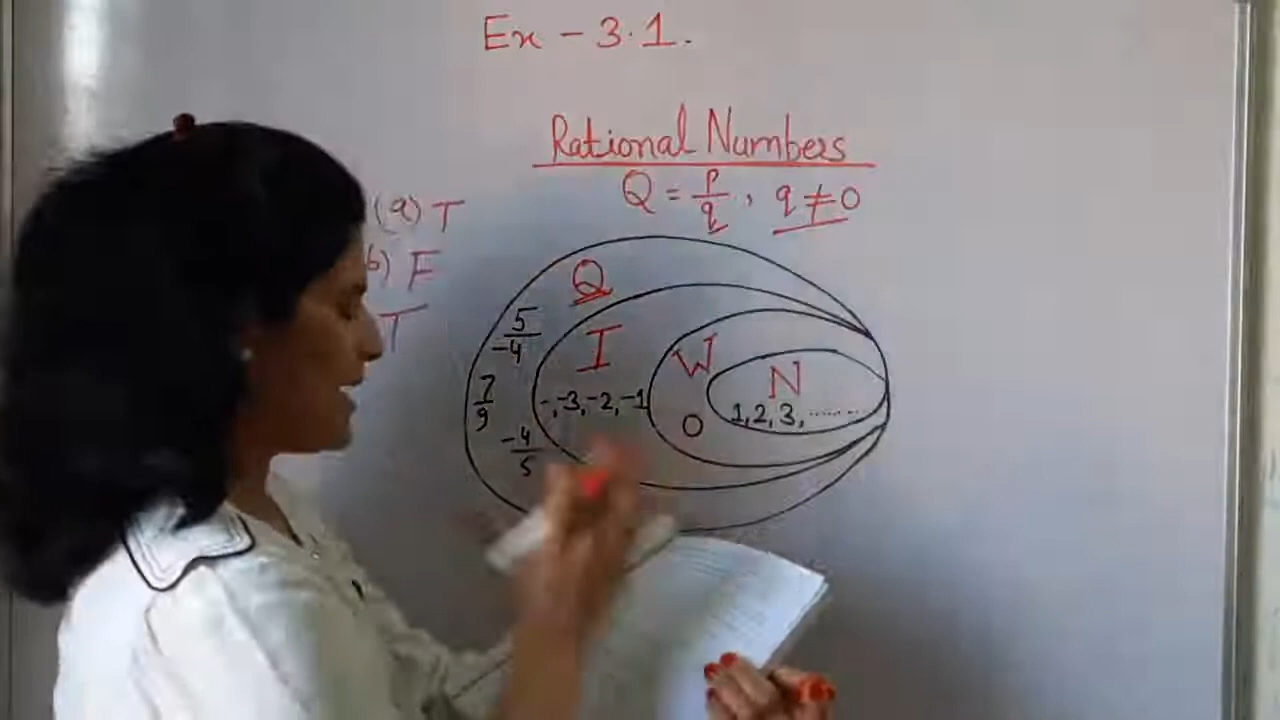 Ex - 3.1.
Rational Numbers
Q = p/q, q ≠ 0
(a) T
b) F
T
Q
5/-4
I
W
N
7/9
-, -3, -2, -1
0
1, 2, 3, ........
-4/5